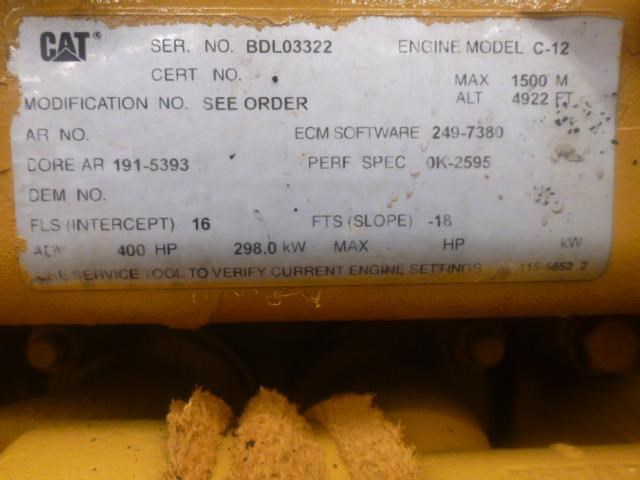 CAT® SER. NO. BDL03322 ENGINE MODEL C-12
CERT NO. MAX 1500 M
MODIFICATION NO. SEE ORDER ALT 4922 FT
AR NO. ECM SOFTWARE 249-7380
CORE AR 191-5393 PERF SPEC 0K-2595
OEM NO.
FLS (INTERCEPT) 16 FTS (SLOPE) -18
ADV 400 HP 298.0 kW MAX HP kW
USE SERVICE TOOL TO VERIFY CURRENT ENGINE SETTINGS 115-5852 2